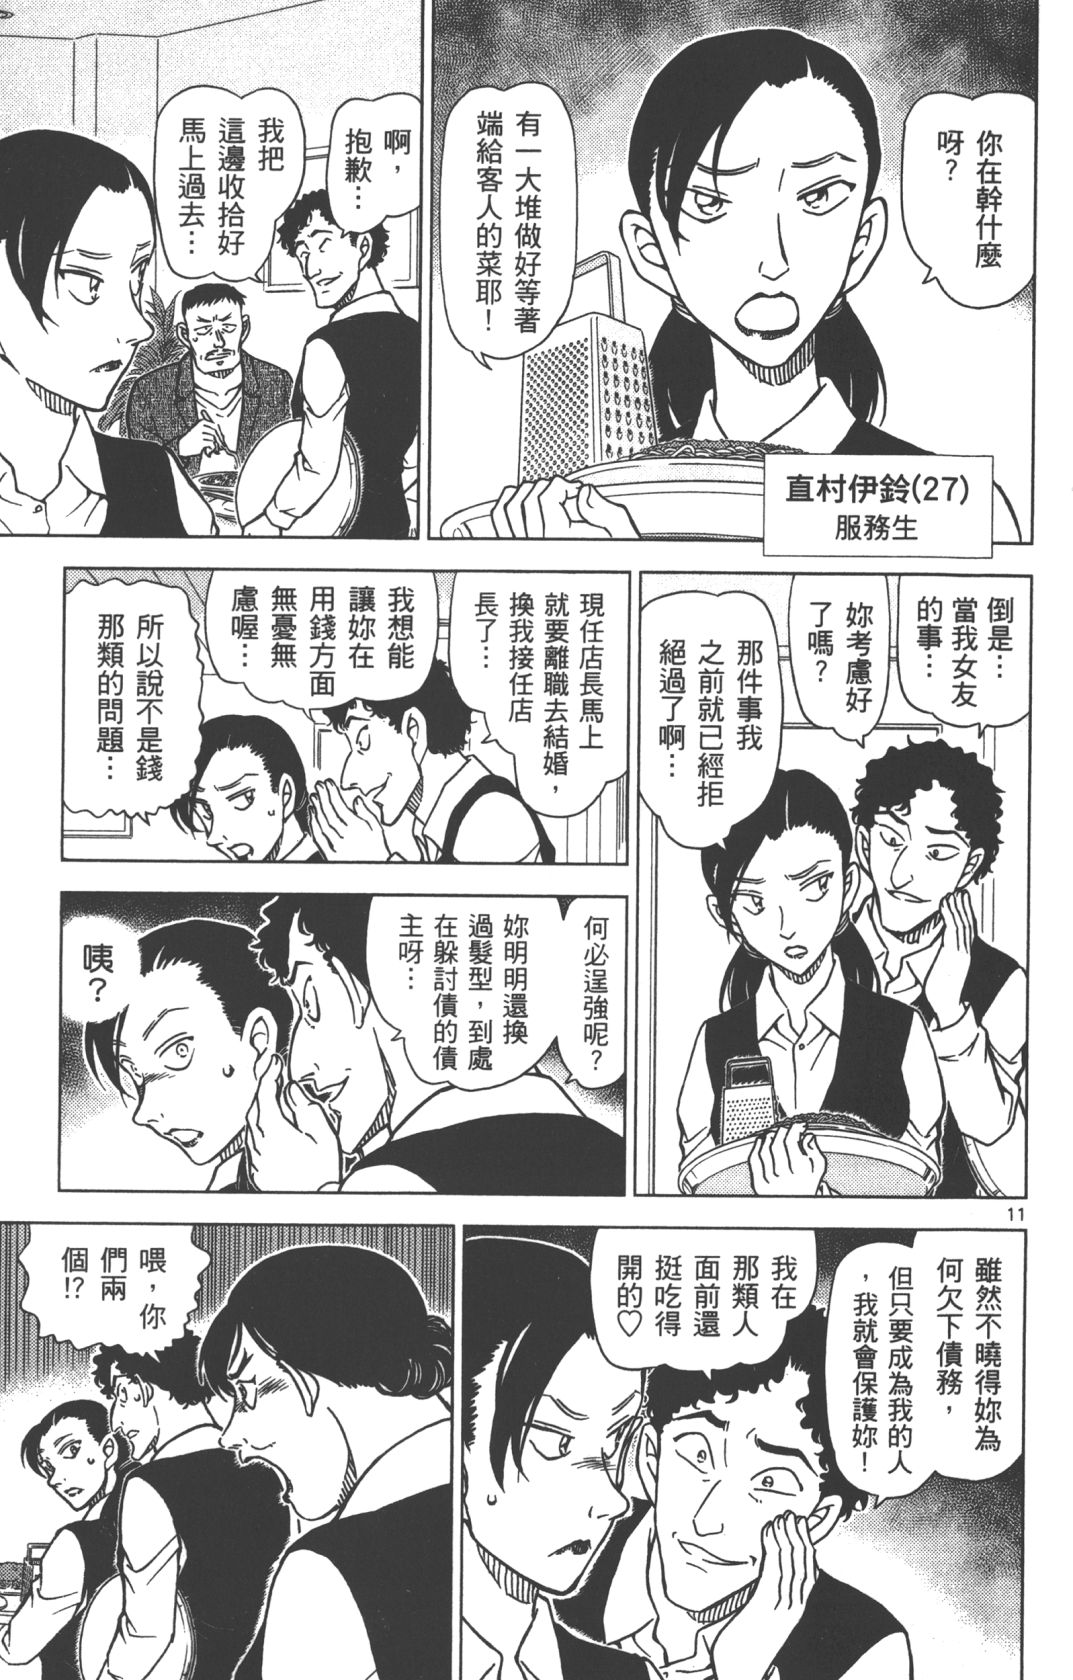 你在幹什麼
呀？
有一大堆做好等著
端給客人的菜耶！
直村伊鈴(27)
服務生
啊，
抱歉…
我把
這邊收拾好
馬上過去…
倒是…
當我女友
的事…
妳考慮好
了嗎？
那件事我
之前就已經拒
絕過了啊…
現任店長馬上
就要離職去結婚，
換我接任店
長了…
我想能
讓妳在
用錢方面
無憂無
慮喔…
所以說不是錢
那類的問題…
何必逞強呢？
妳明明還換
過髮型，到處
在躲討債的債
主呀…
咦？
11
雖然不曉得妳為
何欠下債務，
但只要成為我的人
，我就會保護妳！
我在
那類人
面前還
挺吃得
開的♡
喂，你
們兩
個!?